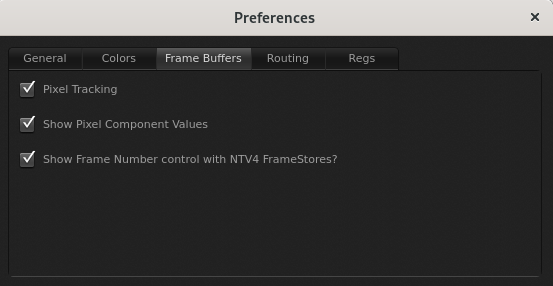 Preferences
General Colors Frame Buffers Routing Regs
Pixel Tracking
Show Pixel Component Values
Show Frame Number control with NTV4 FrameStores?